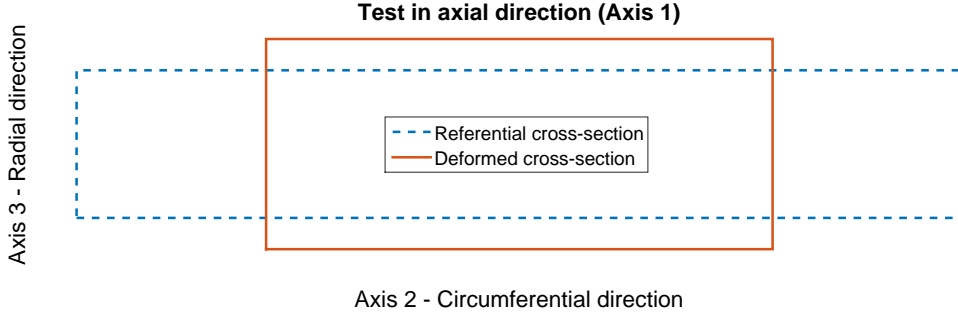 Test in axial direction (Axis 1)
Axis 3 - Radial direction
Referential cross-section
Deformed cross-section
Axis 2 - Circumferential direction